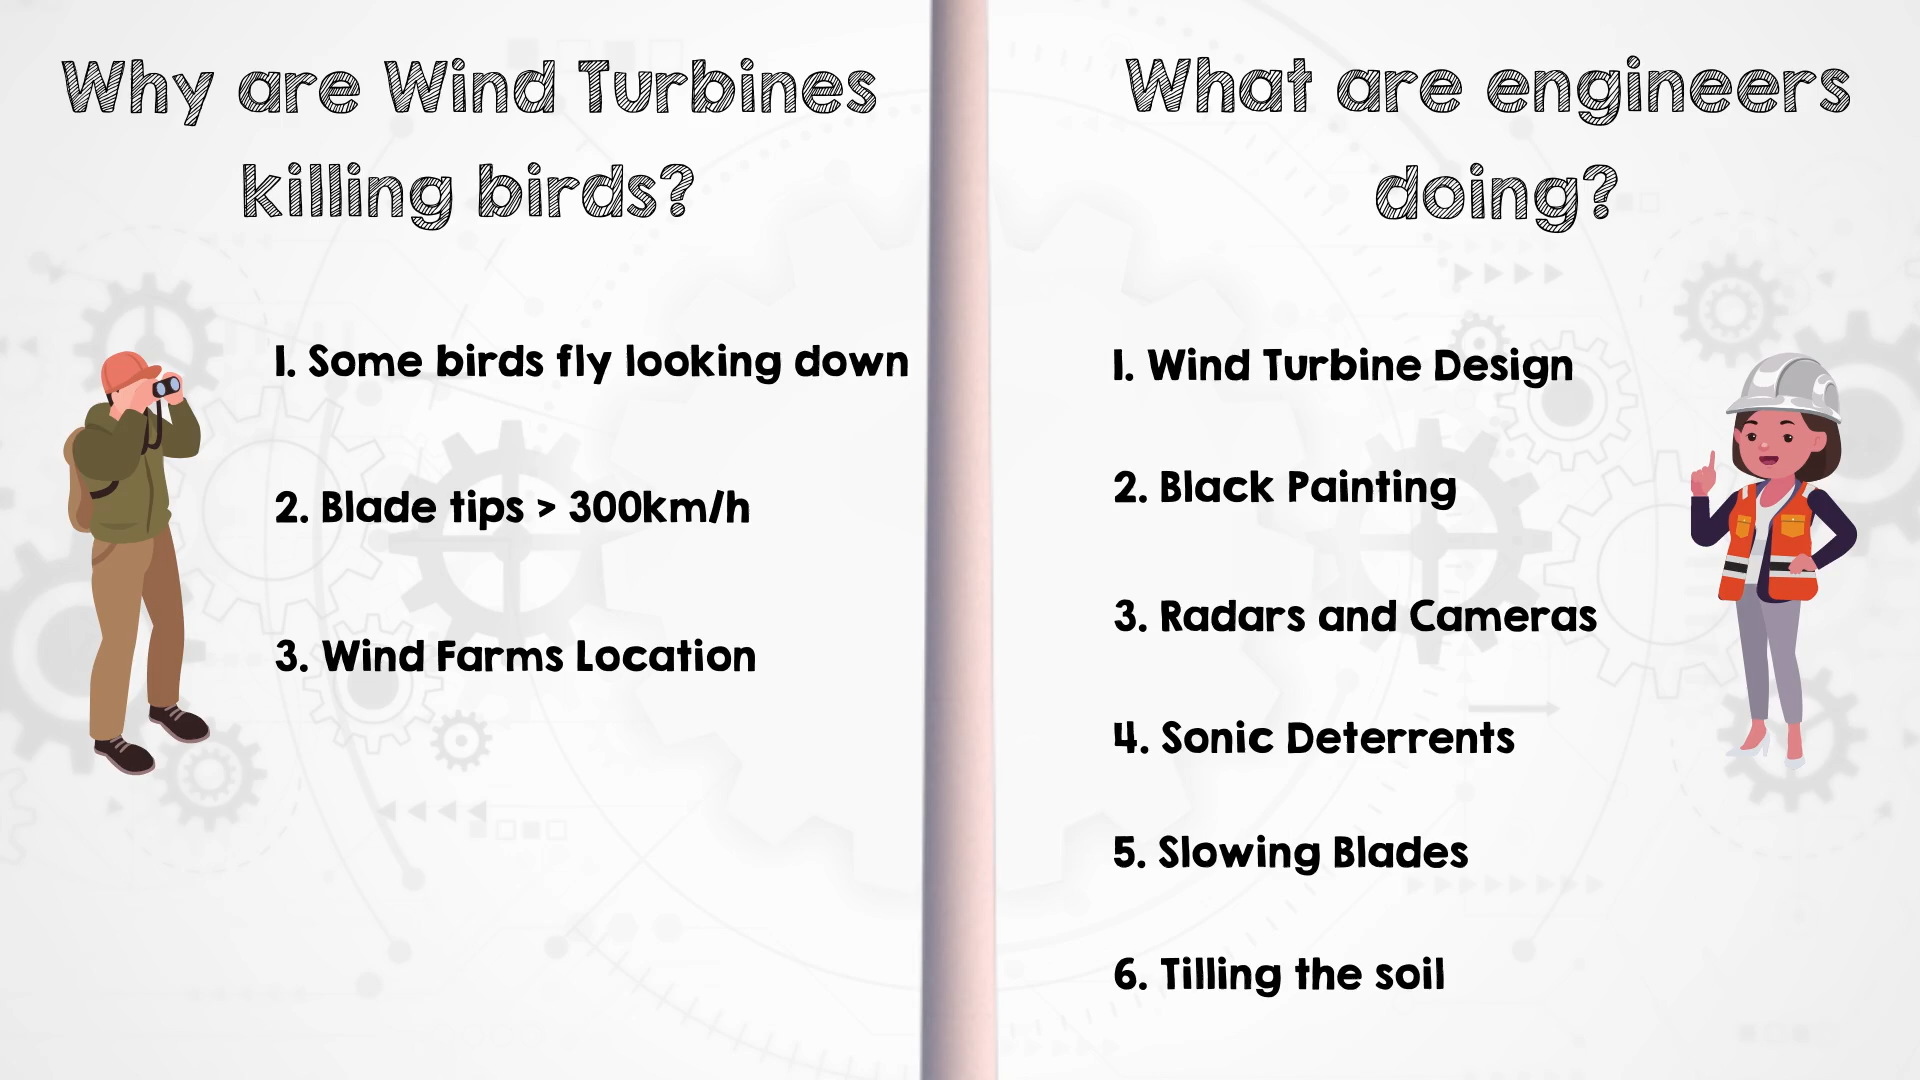 Why are Wind Turbines
killing birds?
1. Some birds fly looking down
2. Blade tips > 300km/h
3. Wind Farms Location
What are engineers
doing?
1. Wind Turbine Design
2. Black Painting
3. Radars and Cameras
4. Sonic Deterrents
5. Slowing Blades
6. Tilling the soil